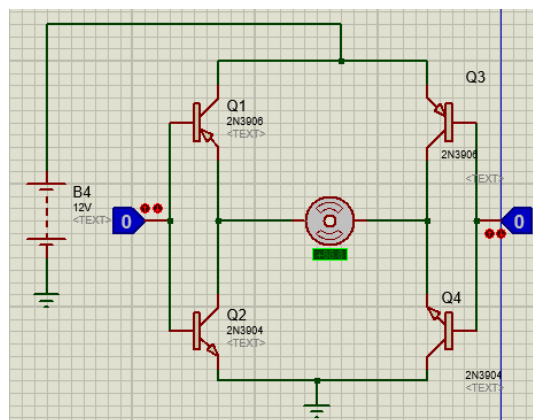 Q1
2N3906
<TEXT>
Q3
2N3906
<TEXT>
B4
12V
<TEXT>
0
0
Q2
2N3904
<TEXT>
Q4
2N3904
<TEXT>